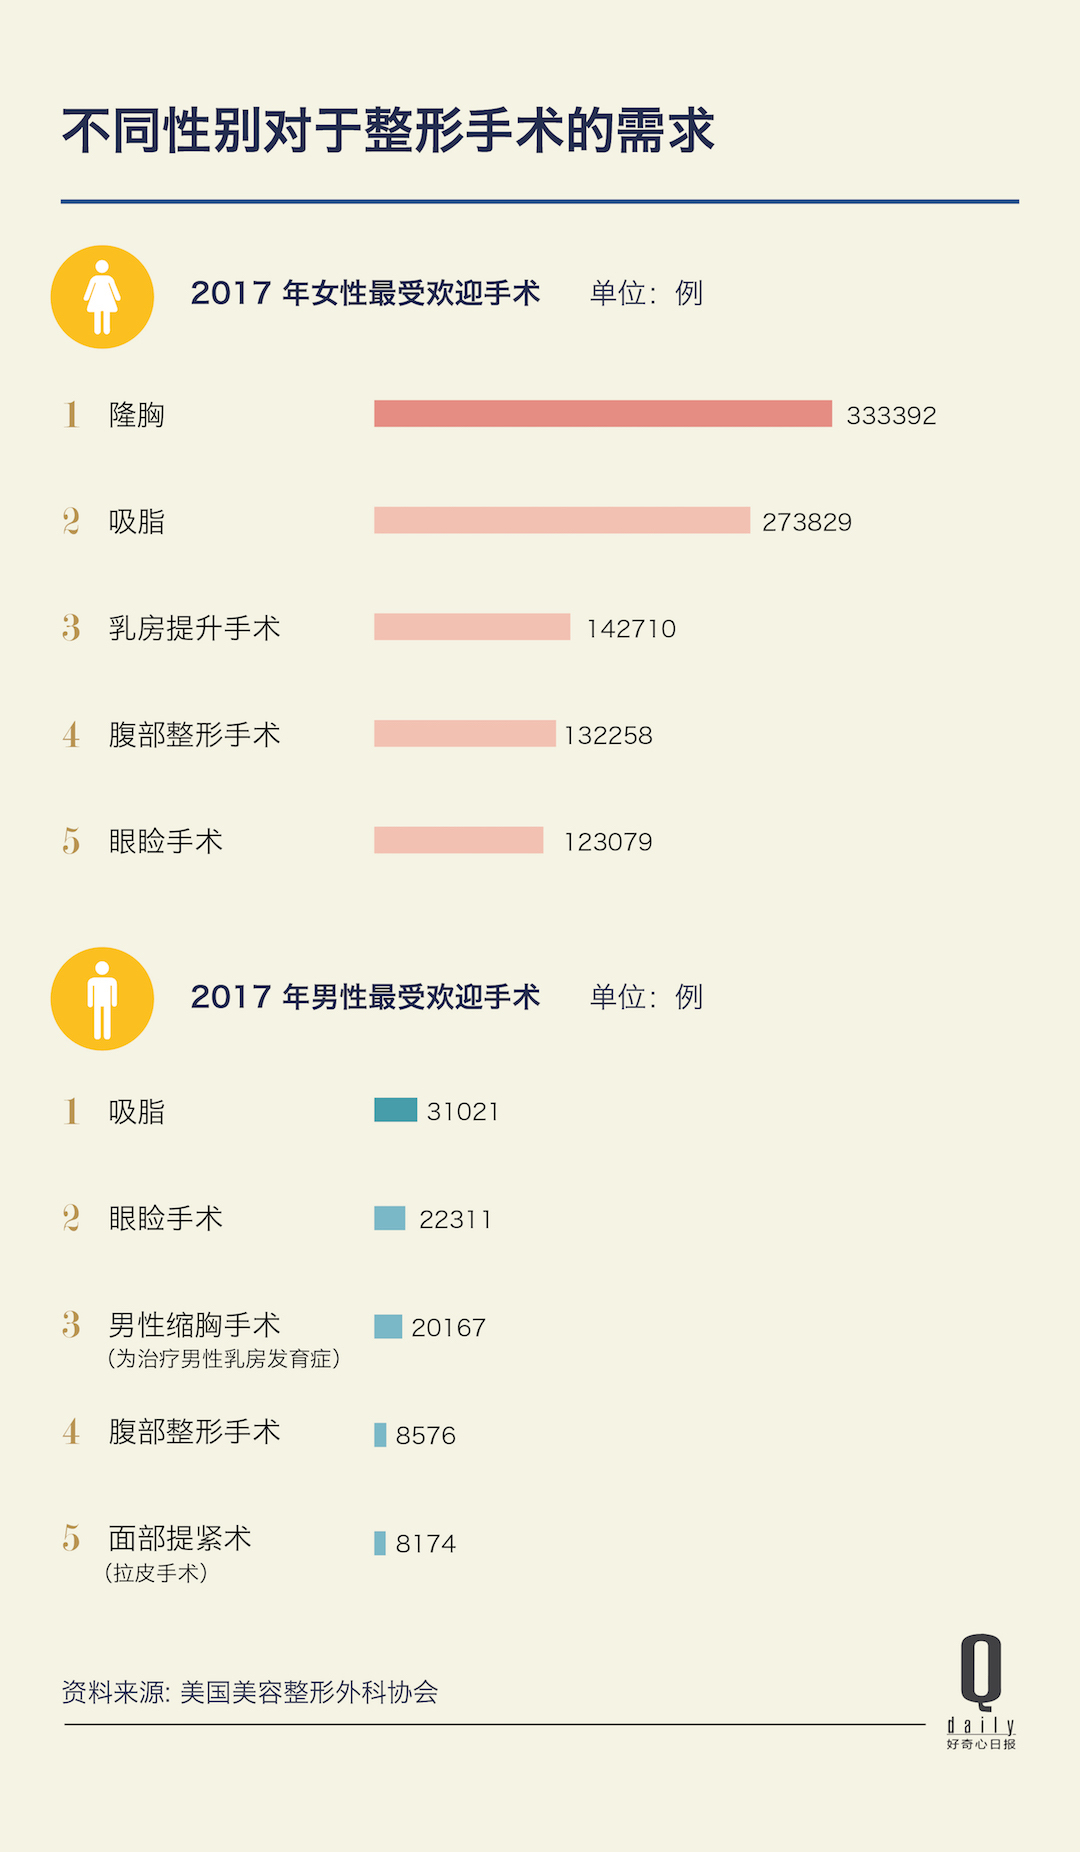 不同性别对于整形手术的需求
2017 年女性最受欢迎手术 单位：例
1 隆胸 333392
2 吸脂 273829
3 乳房提升手术 142710
4 腹部整形手术 132258
5 眼睑手术 123079
2017 年男性最受欢迎手术 单位：例
1 吸脂 31021
2 眼睑手术 22311
3 男性缩胸手术 20167
（为治疗男性乳房发育症）
4 腹部整形手术 8576
5 面部提紧术 8174
（拉皮手术）
资料来源: 美国美容整形外科协会
Q
daily
好奇心日报